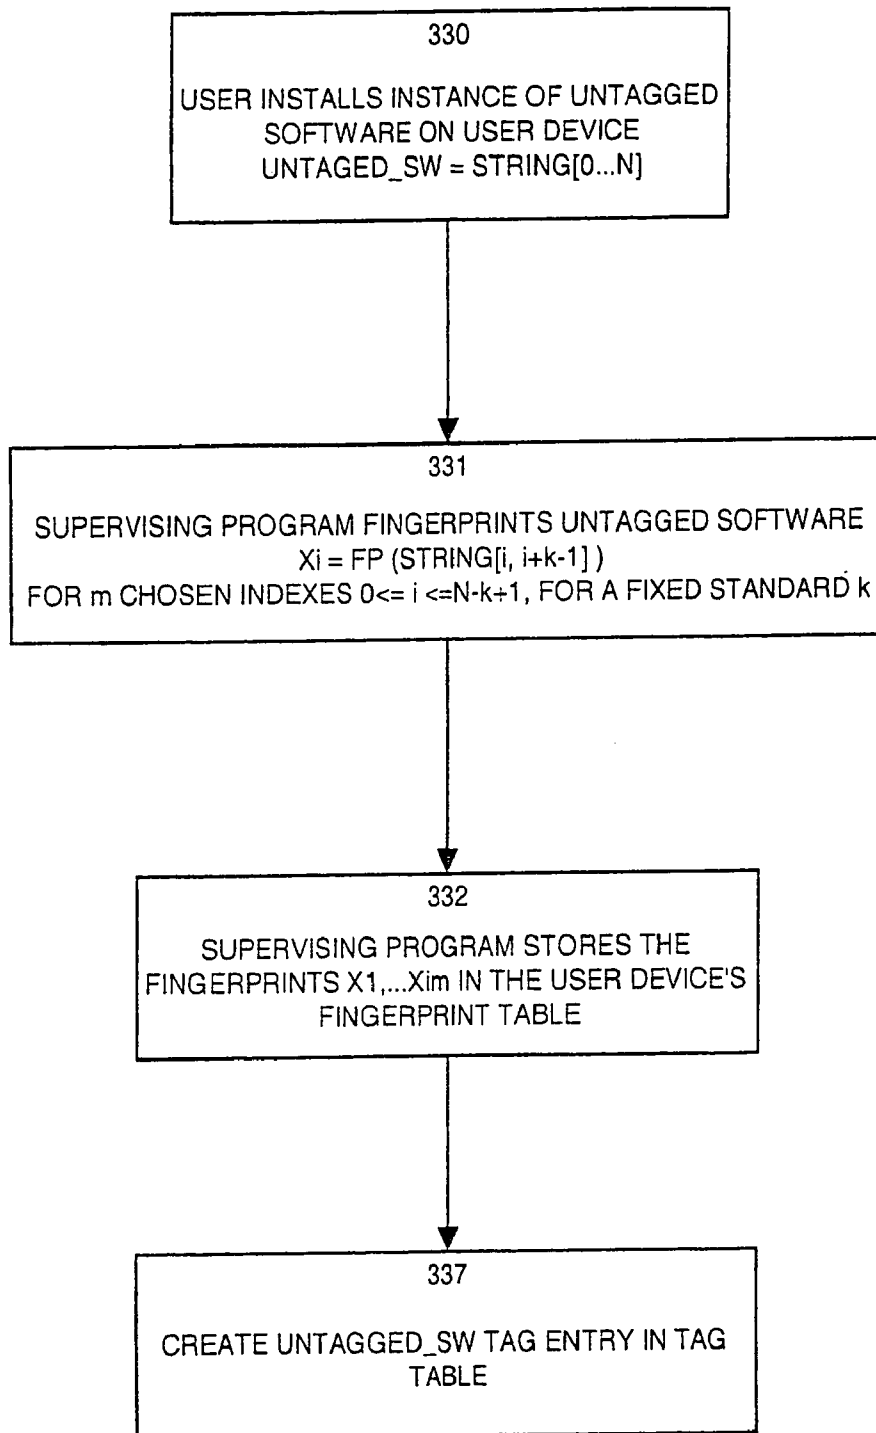 330
USER INSTALLS INSTANCE OF UNTAGGED
SOFTWARE ON USER DEVICE
UNTAGED_SW = STRING[0...N]
331
SUPERVISING PROGRAM FINGERPRINTS UNTAGGED SOFTWARE
Xi = FP (STRING[i, i+k-1] )
FOR m CHOSEN INDEXES 0<= i <=N-k+1, FOR A FIXED STANDARD k
332
SUPERVISING PROGRAM STORES THE
FINGERPRINTS X1,...Xim IN THE USER DEVICE'S
FINGERPRINT TABLE
337
CREATE UNTAGGED_SW TAG ENTRY IN TAG
TABLE